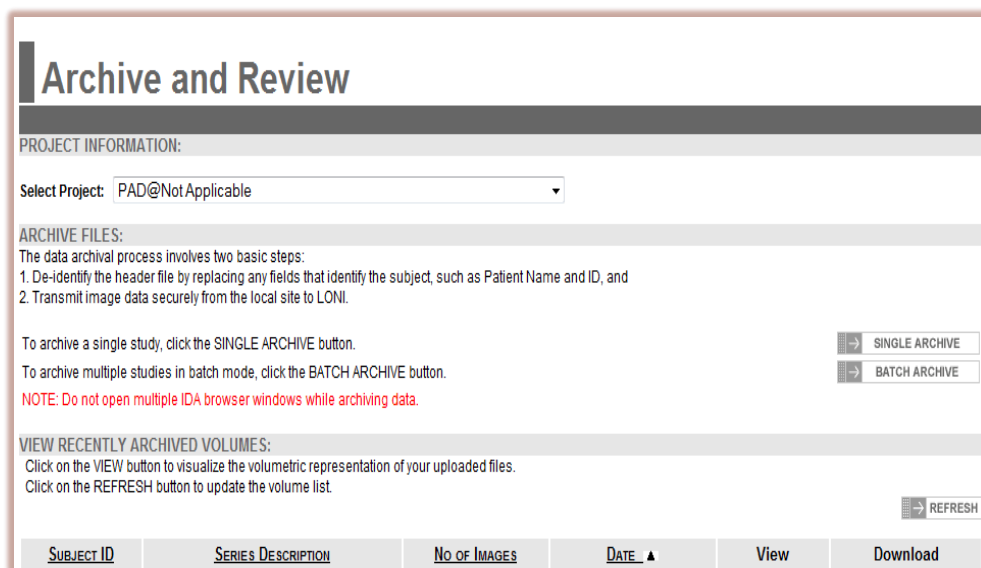 Archive and Review
PROJECT INFORMATION:
Select Project: PAD@Not Applicable
ARCHIVE FILES:
The data archival process involves two basic steps:
1. De-identify the header file by replacing any fields that identify the subject, such as Patient Name and ID, and
2. Transmit image data securely from the local site to LONI.
To archive a single study, click the SINGLE ARCHIVE button.
SINGLE ARCHIVE
To archive multiple studies in batch mode, click the BATCH ARCHIVE button.
BATCH ARCHIVE
NOTE: Do not open multiple IDA browser windows while archiving data.
VIEW RECENTLY ARCHIVED VOLUMES:
Click on the VIEW button to visualize the volumetric representation of your uploaded files.
Click on the REFRESH button to update the volume list.
REFRESH
SUBJECT ID SERIES DESCRIPTION NO OF IMAGES DATE ▲ View Download